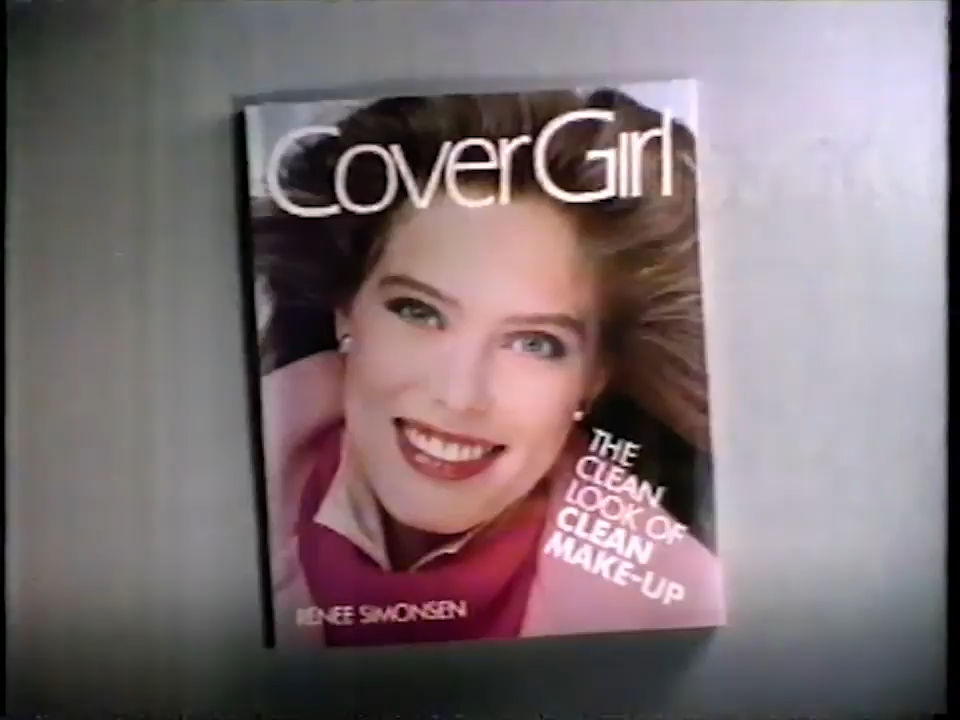 CoverGirl
THE
CLEAN
LOOK OF
CLEAN
MAKE-UP
RENEE SIMONSEN